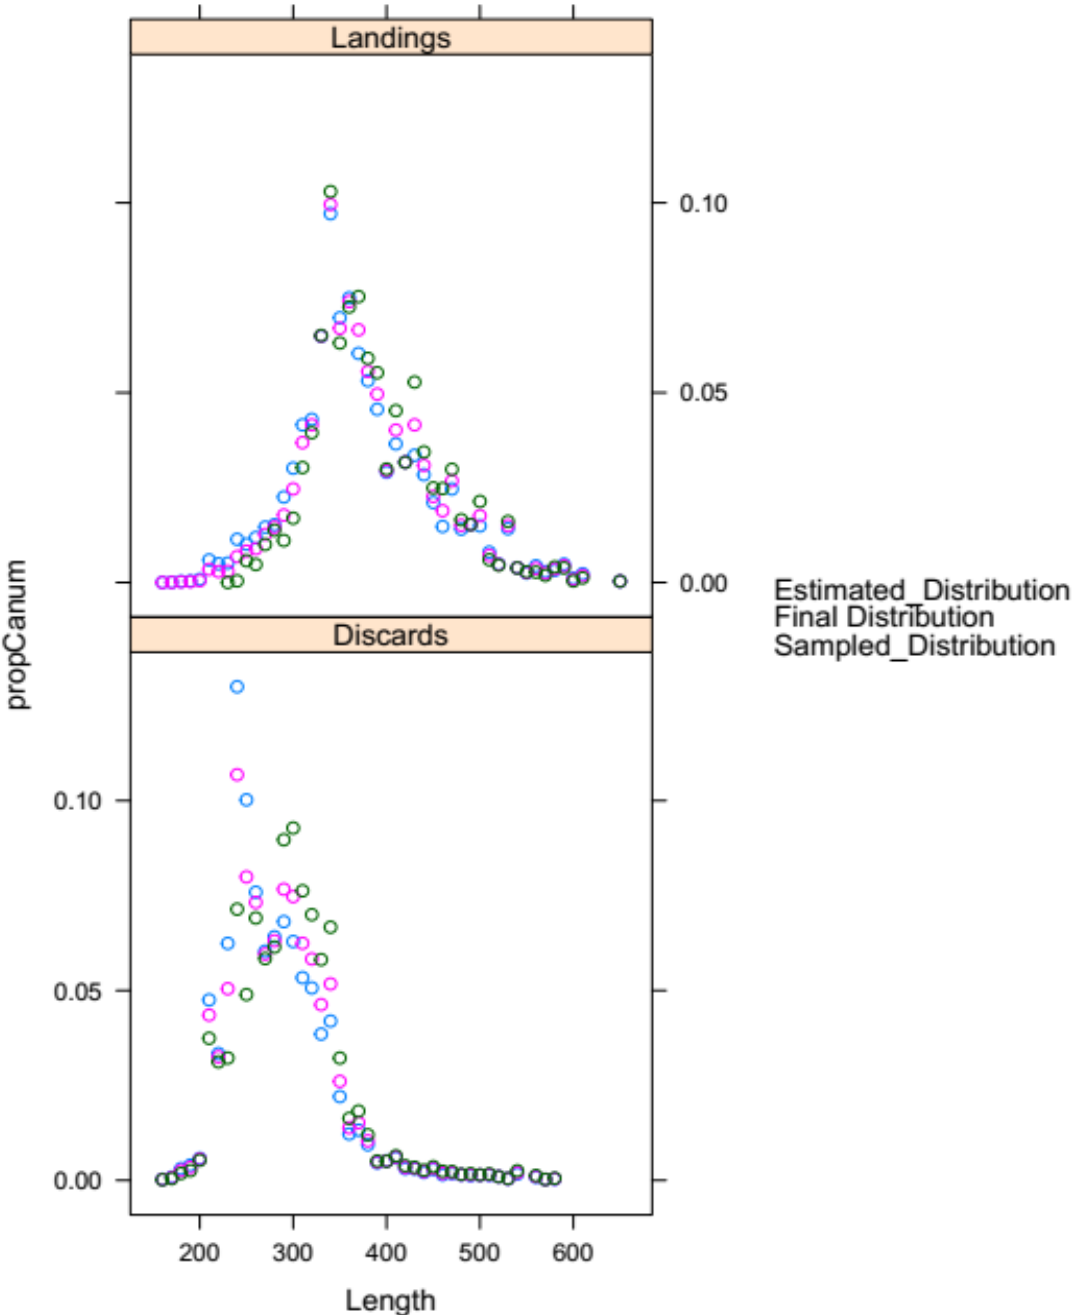 Landings
0.10
0.05
0.00
Estimated_Distribution
Final Distribution
Sampled_Distribution
propCanum
Discards
0.10
0.05
0.00
200 300 400 500 600
Length